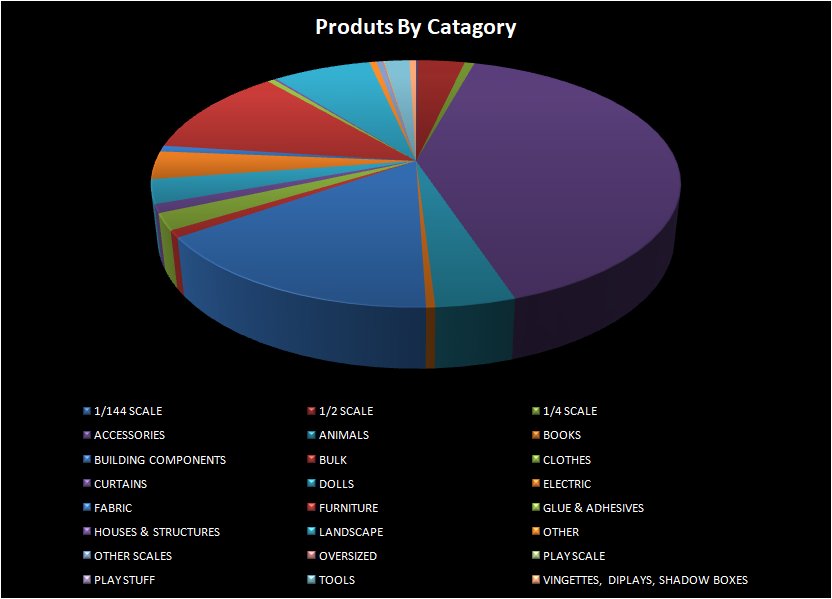 Produts By Catagory
1/144 SCALE 1/2 SCALE 1/4 SCALE
ACCESSORIES ANIMALS BOOKS
BUILDING COMPONENTS BULK CLOTHES
CURTAINS DOLLS ELECTRIC
FABRIC FURNITURE GLUE & ADHESIVES
HOUSES & STRUCTURES LANDSCAPE OTHER
OTHER SCALES OVERSIZED PLAY SCALE
PLAY STUFF TOOLS VINGETTES, DIPLAYS, SHADOW BOXES